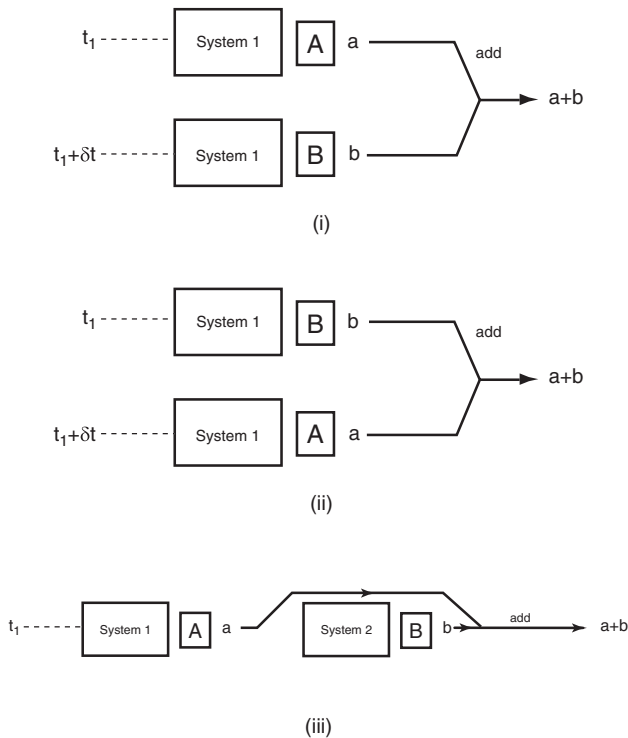 t₁ System 1 A a
add
a+b
t₁+δt System 1 B b
(i)
t₁ System 1 B b
add
a+b
t₁+δt System 1 A a
(ii)
t₁ System 1 A a System 2 B b add a+b
(iii)